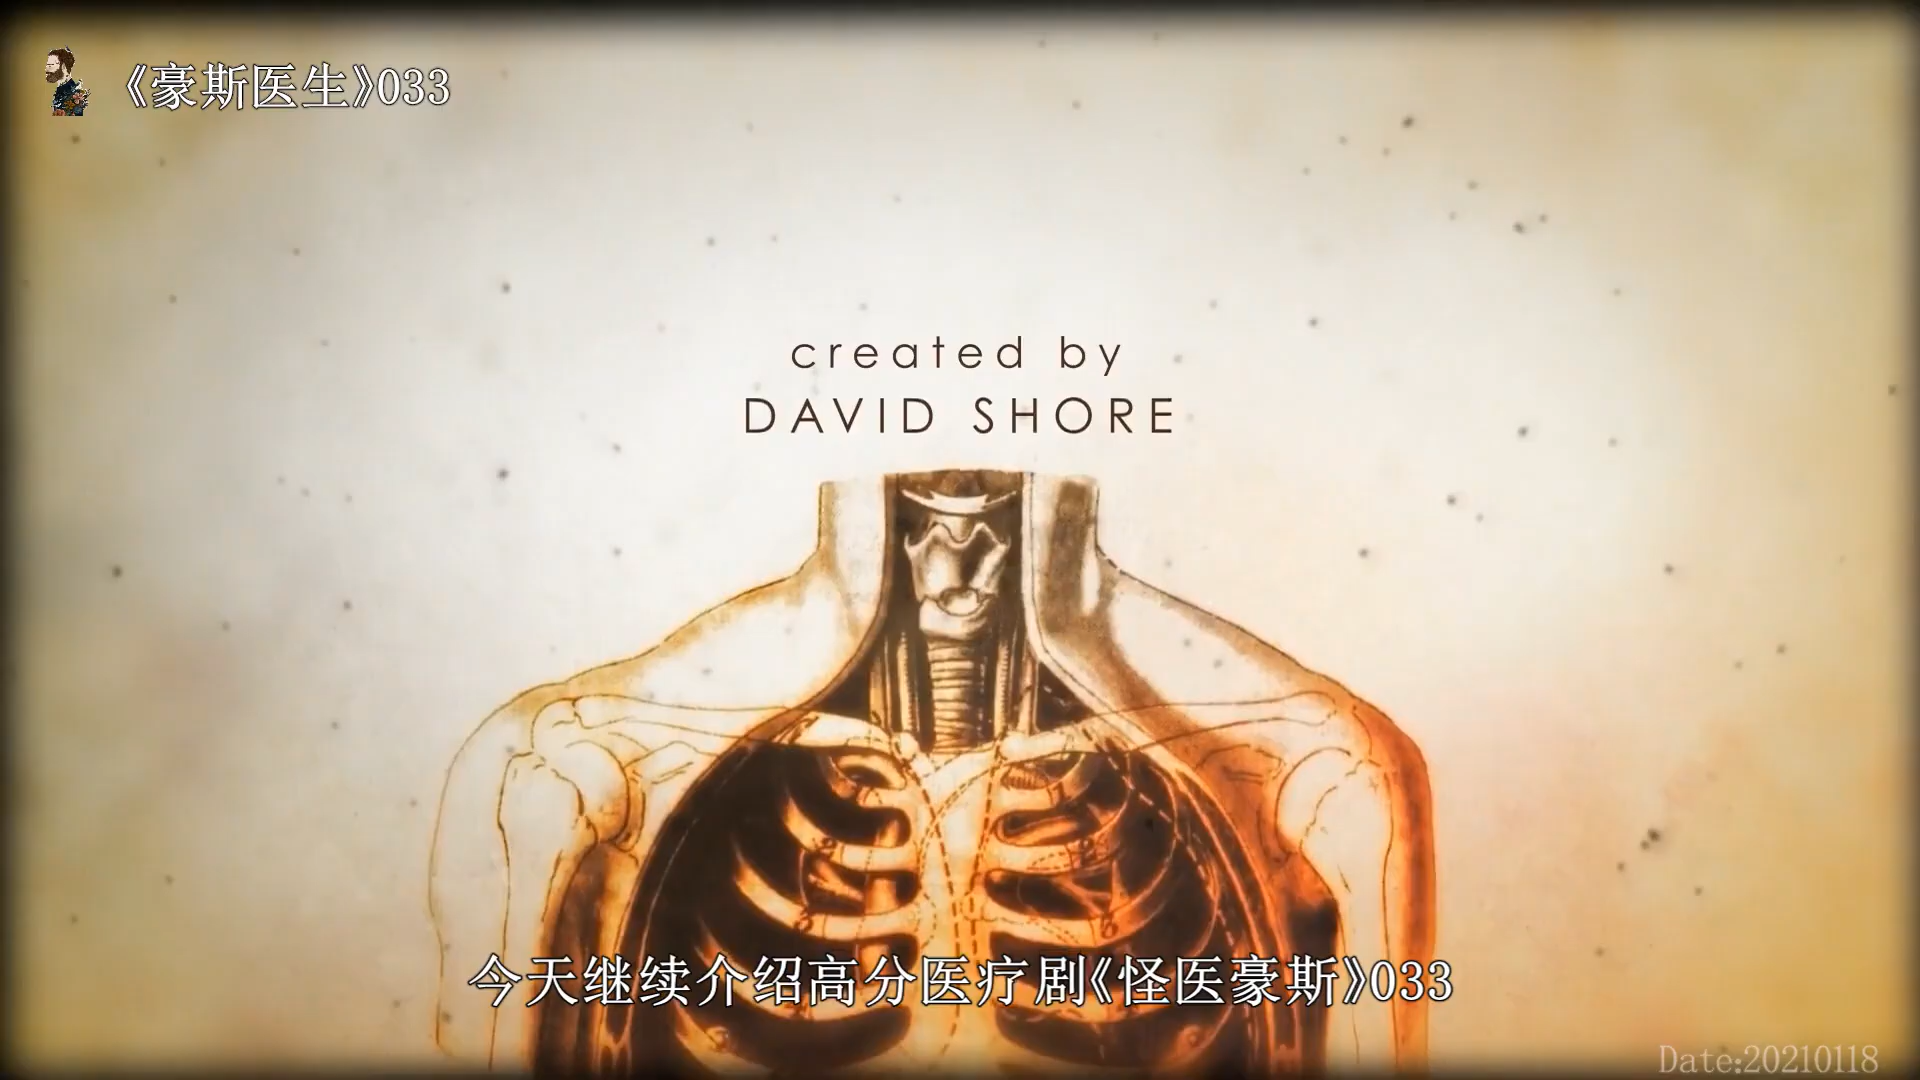 《豪斯医生》033
created by
DAVID SHORE
今天继续介绍高分医疗剧《怪医豪斯》033
Date:20210118